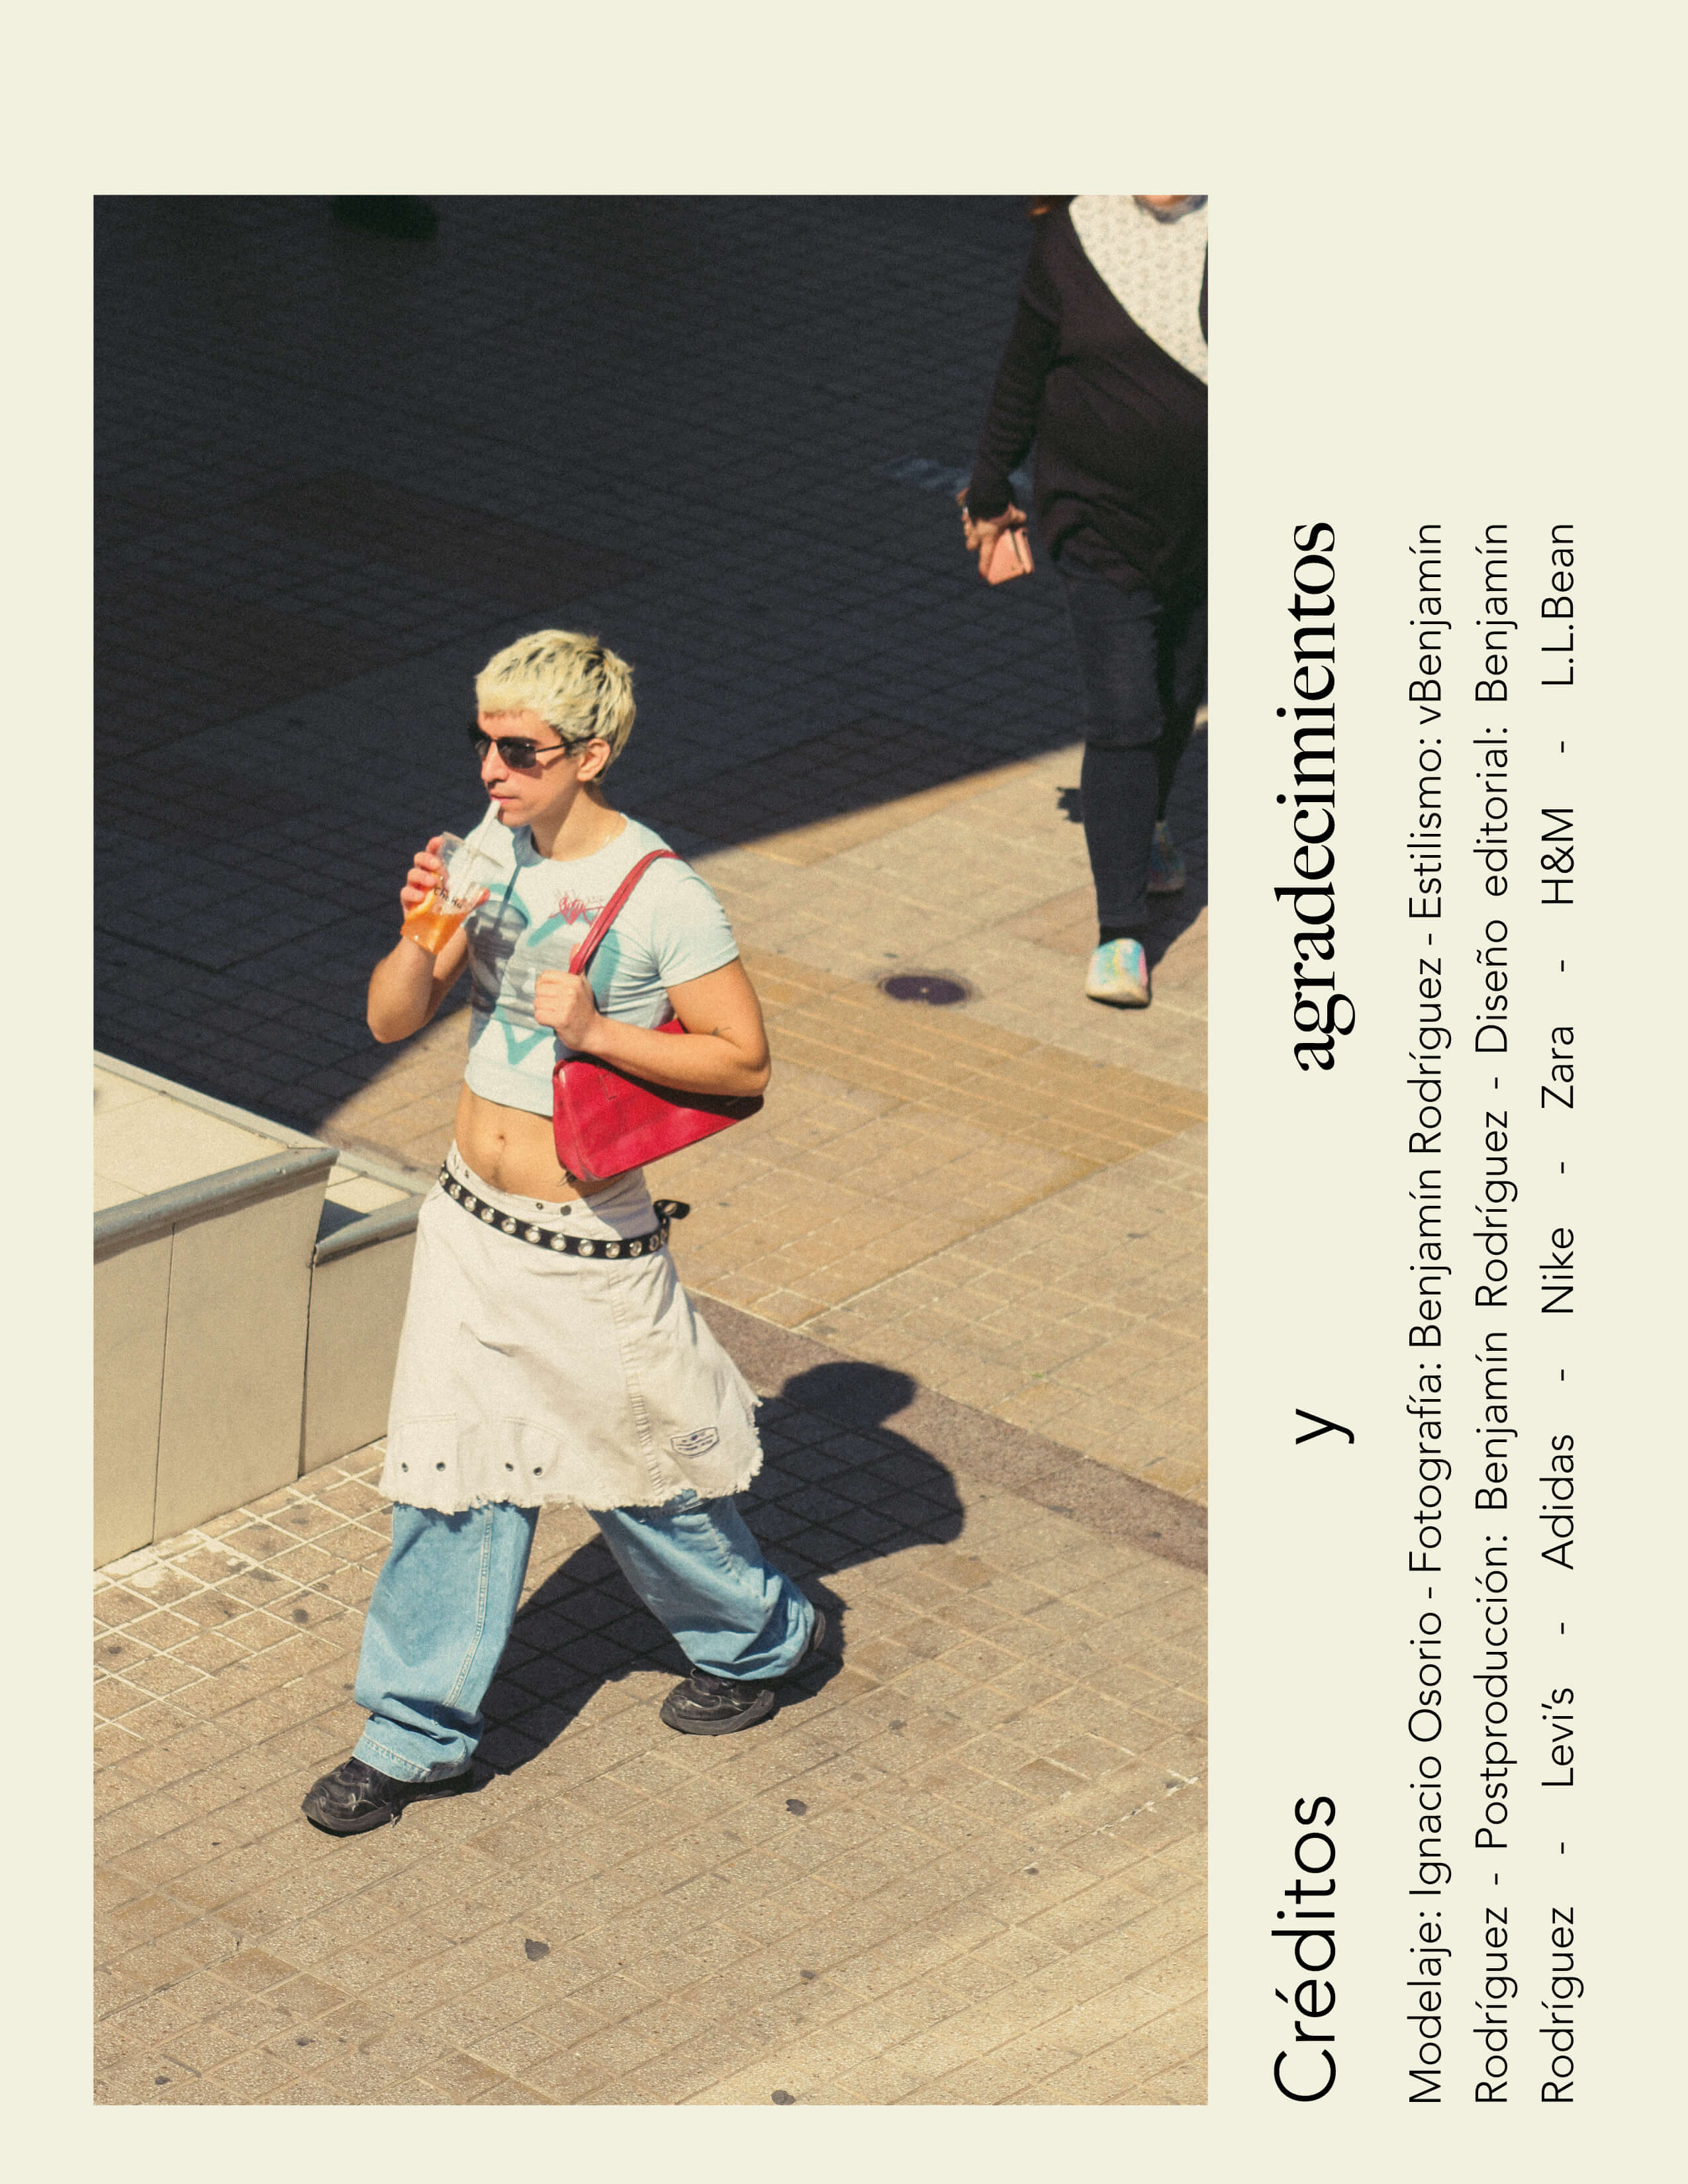 Créditos y agradecimientos
Modelaje: Ignacio Osorio - Fotografía: Benjamín Rodríguez - Estilismo: vBenjamín
Rodríguez - Postproducción: Benjamín Rodríguez - Diseño editorial: Benjamín
Rodríguez - Levi’s - Adidas - Nike - Zara - H&M - L.L.Bean